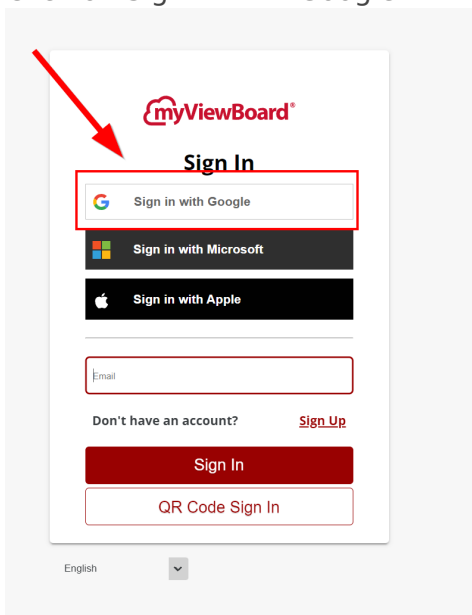 myViewBoard®
Sign In
Sign in with Google
Sign in with Microsoft
Sign in with Apple
Email
Don't have an account? Sign Up
Sign In
QR Code Sign In
English